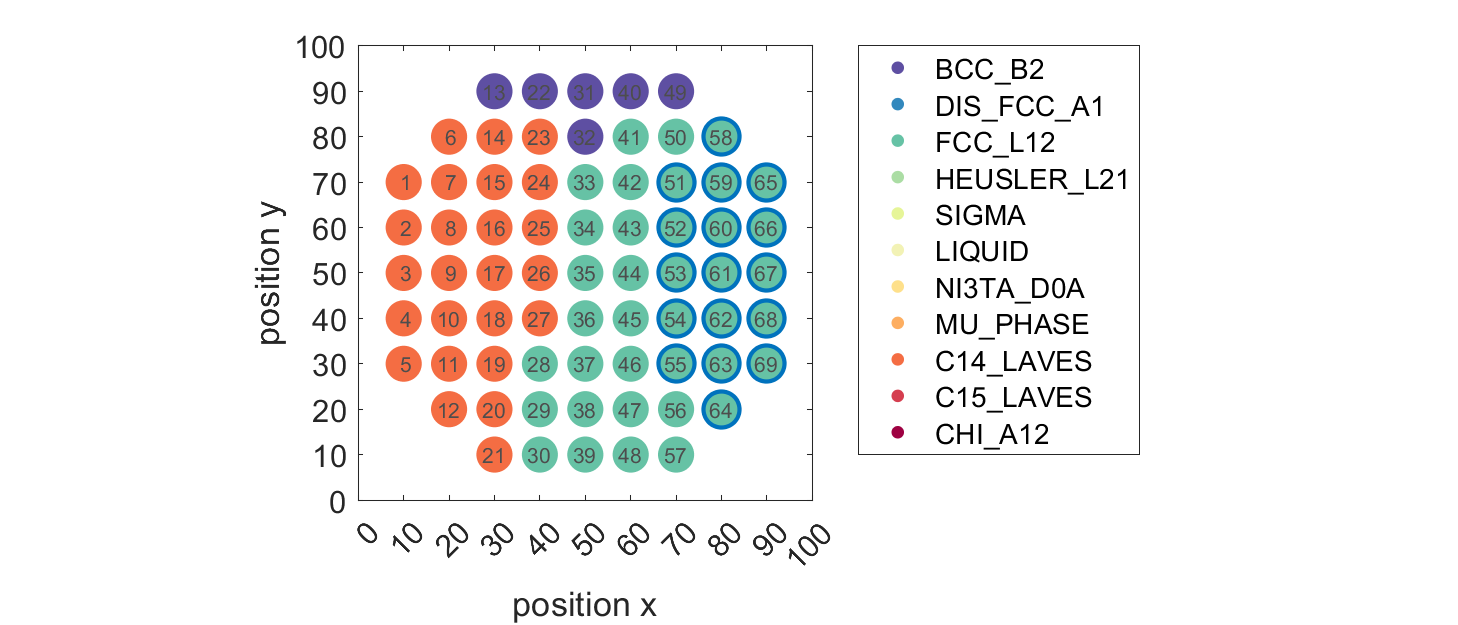 100
90
80
70
60
50
40
30
20
10
0
position y
13 22 31 40 49
6 14 23 32 41 50 58
1 7 15 24 33 42 51 59 65
2 8 16 25 34 43 52 60 66
3 9 17 26 35 44 53 61 67
4 10 18 27 36 45 54 62 68
5 11 19 28 37 46 55 63 69
12 20 29 38 47 56 64
21 30 39 48 57
0 10 20 30 40 50 60 70 80 90 100
position x
BCC_B2
DIS_FCC_A1
FCC_L12
HEUSLER_L21
SIGMA
LIQUID
NI3TA_D0A
MU_PHASE
C14_LAVES
C15_LAVES
CHI_A12